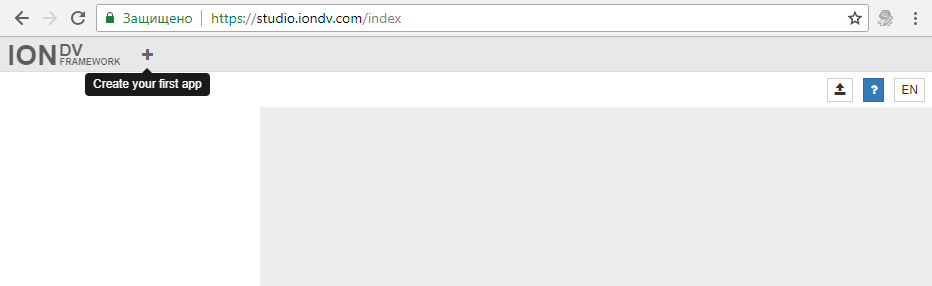 Защищено https://studio.iondv.com/index
ION DV
FRAMEWORK
+
Create your first app
? EN